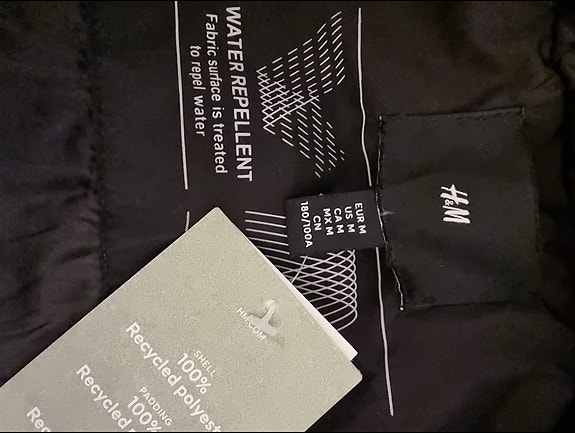 WATER REPELLENT
Fabric surface is treated
to repel water
H&M
EUR M
US M
CA M
MX M
CN
180/100A
HM.COM
SHELL
100%
Recycled
PADDING
100%
Recycled